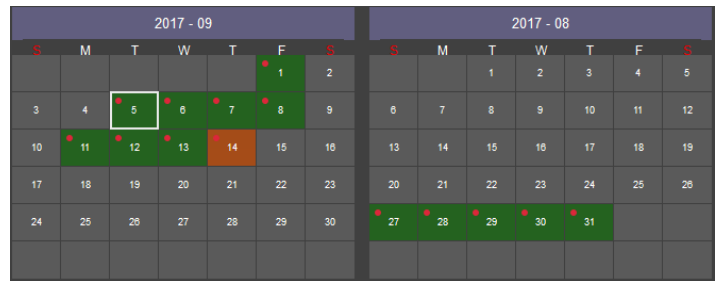 2017 - 09
S M T W T F S
1 2
3 4 5 6 7 8 9
10 11 12 13 14 15 16
17 18 19 20 21 22 23
24 25 26 27 28 29 30
2017 - 08
S M T W T F S
1 2 3 4 5
6 7 8 9 10 11 12
13 14 15 16 17 18 19
20 21 22 23 24 25 26
27 28 29 30 31